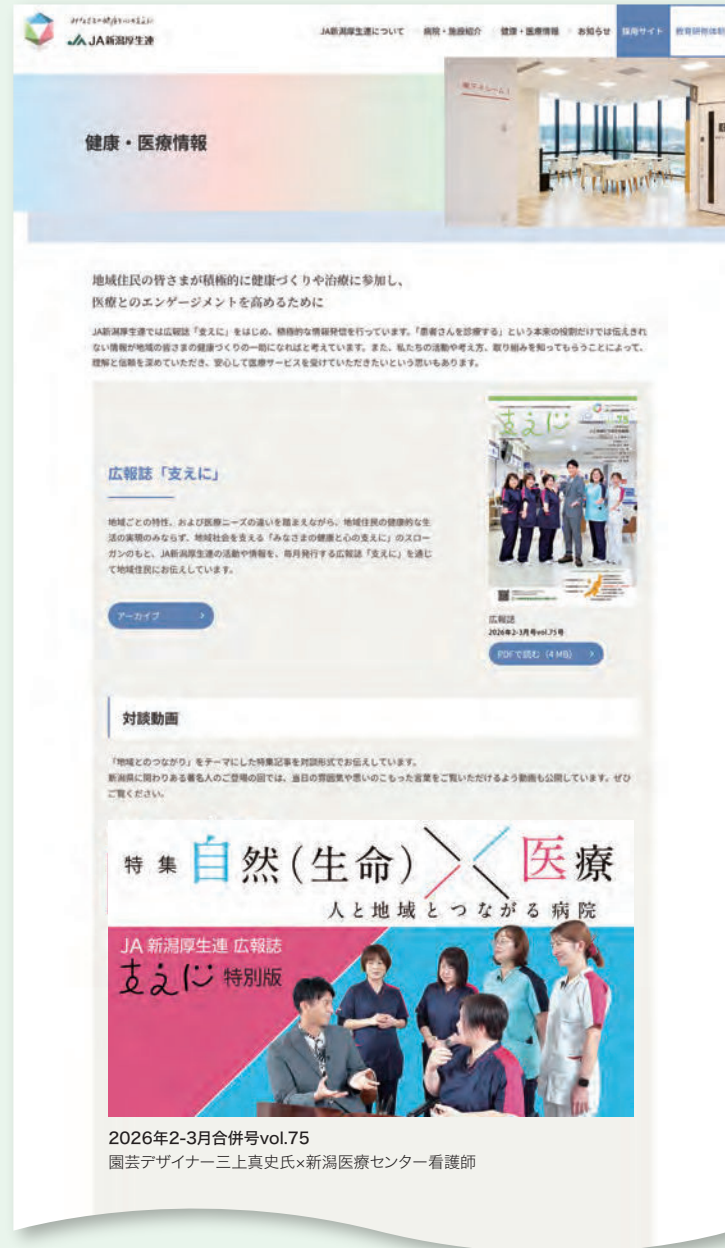 みなさまの健康と心の支えに
JA新潟厚生連
JA新潟厚生連について
病院・施設紹介
健康・医療情報
お知らせ
採用サイト
教育研修体制
健康・医療情報
地域住民の皆さまが積極的に健康づくりや治療に参加し、
医療とのエンゲージメントを高めるために
JA新潟厚生連では広報誌「支えに」をはじめ、積極的な情報発信を行っています。「患者さんを診療する」という本来の役割だけでは伝えきれ
ない情報が地域の皆さまの健康づくりの一助になればと考えています。また、私たちの活動や考え方、取り組みを知ってもらうことによって、
理解と信頼を深めていただき、安心して医療サービスを受けていただきたいという思いもあります。
広報誌「支えに」
地域ごとの特性、および医療ニーズの違いを踏まえながら、地域住民の健康的な生
活の実現のみならず、地域社会を支える「みなさまの健康と心の支えに」のスロー
ガンのもと、JA新潟厚生連の活動や情報を、毎月発行する広報誌「支えに」を通じ
て地域住民にお伝えしています。
アーカイブ
支えに
広報誌
2026年2-3月号vol.75号
PDFで読む（4 MB）
対談動画
「地域とのつながり」をテーマにした特集記事を対談形式でお伝えしています。
新潟県に関わりある著名人のご登場の回では、当日の雰囲気や思いのこもった言葉をご覧いただけるよう動画も公開しています。ぜひ
ご覧ください。
特集 自然(生命)×医療
人と地域とつながる病院
JA 新潟厚生連 広報誌
支えに 特別版
2026年2-3月合併号vol.75
園芸デザイナー三上真史氏×新潟医療センター看護師